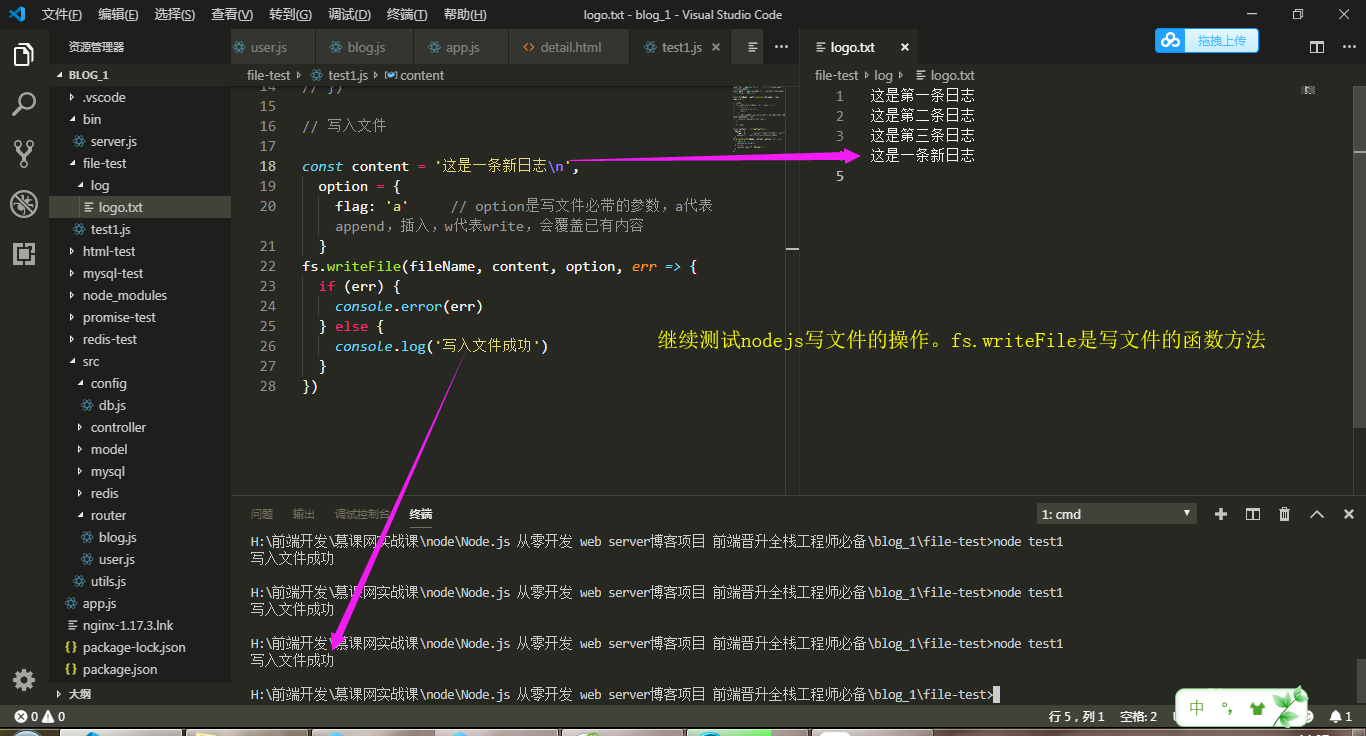 文件(F) 编辑(E) 选择(S) 查看(V) 转到(G) 调试(D) 终端(T) 帮助(H) logo.txt - blog_1 - Visual Studio Code
资源管理器
BLOG_1
.vscode
bin
server.js
file-test
log
logo.txt
test1.js
html-test
mysql-test
node_modules
promise-test
redis-test
src
config
db.js
controller
model
mysql
redis
router
blog.js
user.js
utils.js
app.js
nginx-1.17.3.lnk
package-lock.json
package.json
大纲
user.js blog.js app.js detail.html test1.js
file-test test1.js content
14 // })
15
16 // 写入文件
17
18 const content = '这是一条新日志\n',
19 option = {
20 flag: 'a' // option是写文件必带的参数，a代表
append，插入，w代表write，会覆盖已有内容
21 }
22 fs.writeFile(fileName, content, option, err => {
23 if (err) {
24 console.error(err)
25 } else {
26 console.log('写入文件成功')
27 }
28 })
logo.txt
拖拽上传
file-test log logo.txt
1 这是第一条日志
2 这是第二条日志
3 这是第三条日志
这是一条新日志
5
继续测试nodejs写文件的操作。fs.writeFile是写文件的函数方法
问题 输出 调试控制台 终端
1: cmd
H:\前端开发\慕课网实战课\node\Node.js 从零开发 web server博客项目 前端晋升全栈工程师必备\blog_1\file-test>node test1
写入文件成功
H:\前端开发\慕课网实战课\node\Node.js 从零开发 web server博客项目 前端晋升全栈工程师必备\blog_1\file-test>node test1
写入文件成功
H:\前端开发\慕课网实战课\node\Node.js 从零开发 web server博客项目 前端晋升全栈工程师必备\blog_1\file-test>node test1
写入文件成功
H:\前端开发\慕课网实战课\node\Node.js 从零开发 web server博客项目 前端晋升全栈工程师必备\blog_1\file-test>
0 0
行 5，列 1 空格: 2
中 °，
1